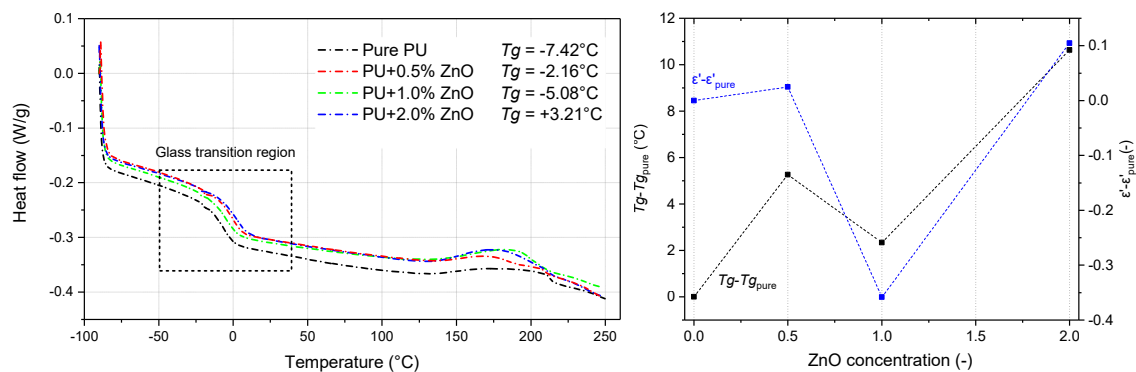 0.1
0.0
-0.1
-0.2
-0.3
-0.4
Heat flow (W/g)
Pure PU Tg = -7.42°C
PU+0.5% ZnO Tg = -2.16°C
PU+1.0% ZnO Tg = -5.08°C
PU+2.0% ZnO Tg = +3.21°C
Glass transition region
-100 -50 0 50 100 150 200 250
Temperature (°C)
12
10
8
6
4
2
0
Tg-Tgpure (°C)
ε'-ε'pure
Tg-Tgpure
0.1
0.0
-0.1
-0.2
-0.3
-0.4
ε'-ε'pure(-)
0.0 0.5 1.0 1.5 2.0
ZnO concentration (-)